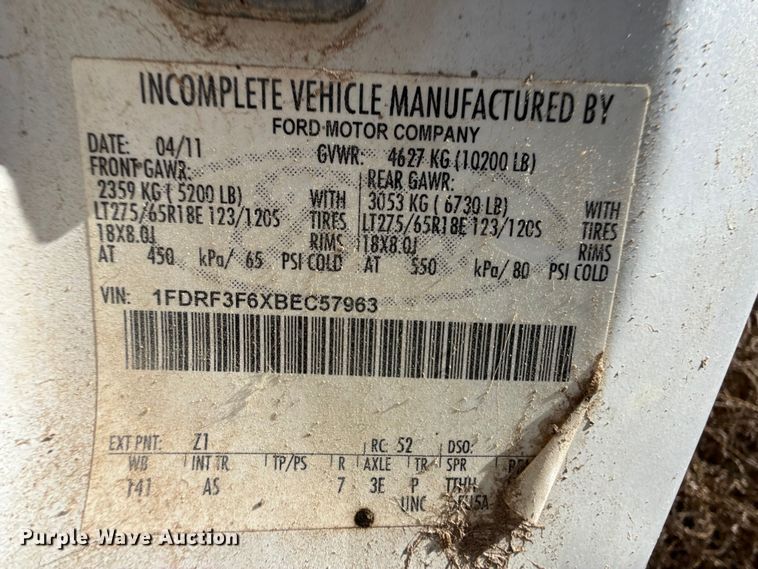 INCOMPLETE VEHICLE MANUFACTURED BY
FORD MOTOR COMPANY
DATE: 04/11 GVWR: 4627 KG (10200 LB)
FRONT GAWR: REAR GAWR:
2359 KG (5200 LB) WITH 3053 KG (6730 LB) WITH
LT275/65R18E 123/120S TIRES LT275/65R18E 123/120S TIRES
18X8.0J RIMS 18X8.0J RIMS
AT 450 kPa/ 65 PSI COLD AT 550 kPa/ 80 PSI COLD
VIN: 1FDRF3F6XBEC57963
EXT PNT: Z1 RC: 52 DSO:
WB INT TR TP/PS R AXLE TR SPR
141 AS 7 3E P TTHH
UNC
Purple Wave Auction